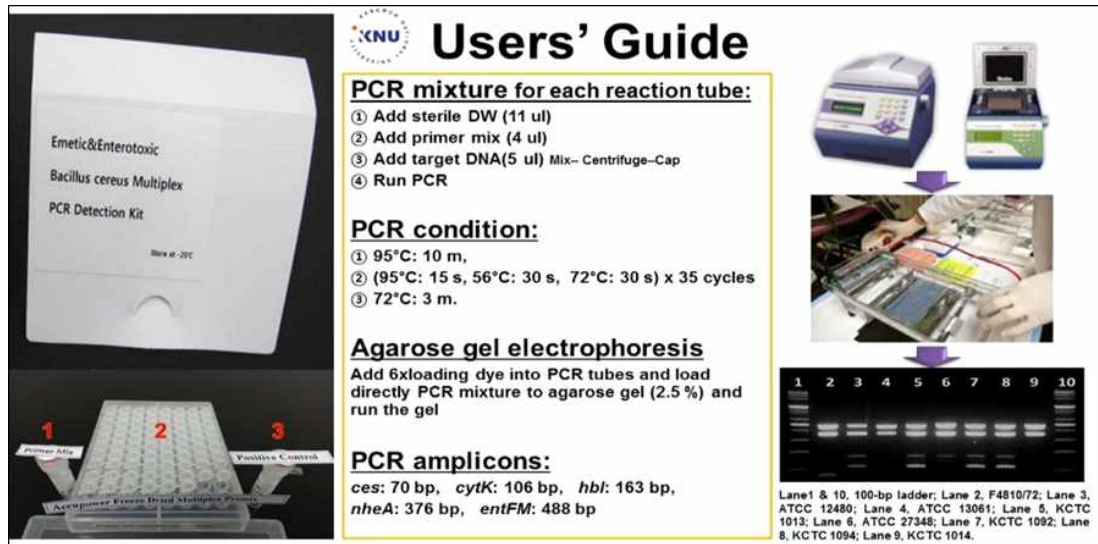 Emetic&Enterotoxic
Bacillus cereus Multiplex
PCR Detection Kit
Store at -20°C
1
2
3
Primer Mix
Positive Control
Accupower Freeze Dried Multiplex Premix
KNU
Users' Guide
PCR mixture for each reaction tube:
① Add sterile DW (11 ul)
② Add primer mix (4 ul)
③ Add target DNA(5 ul) Mix– Centrifuge–Cap
④ Run PCR
PCR condition:
① 95°C: 10 m,
② (95°C: 15 s, 56°C: 30 s, 72°C: 30 s) x 35 cycles
③ 72°C: 3 m.
Agarose gel electrophoresis
Add 6xloading dye into PCR tubes and load
directly PCR mixture to agarose gel (2.5 %) and
run the gel
PCR amplicons:
ces: 70 bp, cytK: 106 bp, hbl: 163 bp,
nheA: 376 bp, entFM: 488 bp
1 2 3 4 5 6 7 8 9 10
Lane1 & 10, 100-bp ladder; Lane 2, F4810/72; Lane 3,
ATCC 12480; Lane 4, ATCC 13061; Lane 5, KCTC
1013; Lane 6, ATCC 27348; Lane 7, KCTC 1092; Lane
8, KCTC 1094; Lane 9, KCTC 1014.